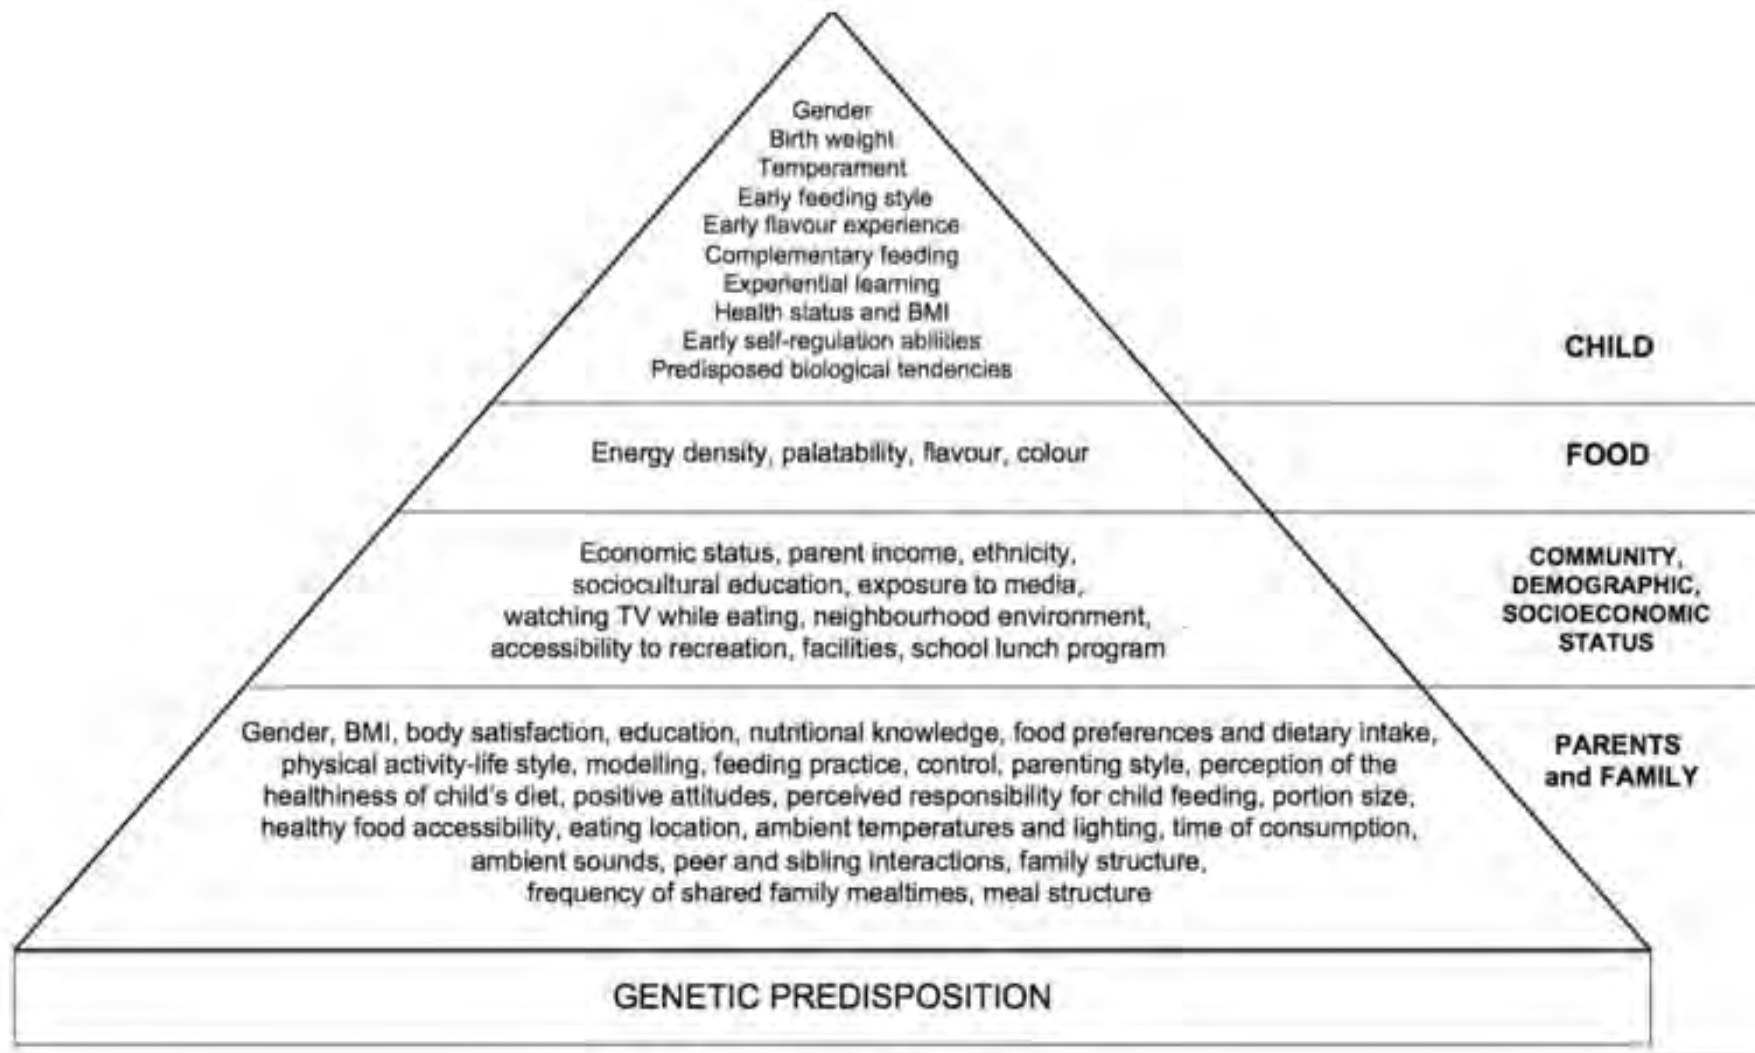 Gender
Birth weight
Temperament
Early feeding style
Early flavour experience
Complementary feeding
Experiential learning
Health status and BMI
Early self-regulation abilities
Predisposed biological tendencies
CHILD
Energy density, palatability, flavour, colour
FOOD
Economic status, parent income, ethnicity,
sociocultural education, exposure to media,
watching TV while eating, neighbourhood environment,
accessibility to recreation, facilities, school lunch program
COMMUNITY,
DEMOGRAPHIC,
SOCIOECONOMIC
STATUS
Gender, BMI, body satisfaction, education, nutritional knowledge, food preferences and dietary intake,
physical activity-life style, modelling, feeding practice, control, parenting style, perception of the
healthiness of child's diet, positive attitudes, perceived responsibility for child feeding, portion size,
healthy food accessibility, eating location, ambient temperatures and lighting, time of consumption,
ambient sounds, peer and sibling interactions, family structure,
frequency of shared family mealtimes, meal structure
PARENTS
and FAMILY
GENETIC PREDISPOSITION